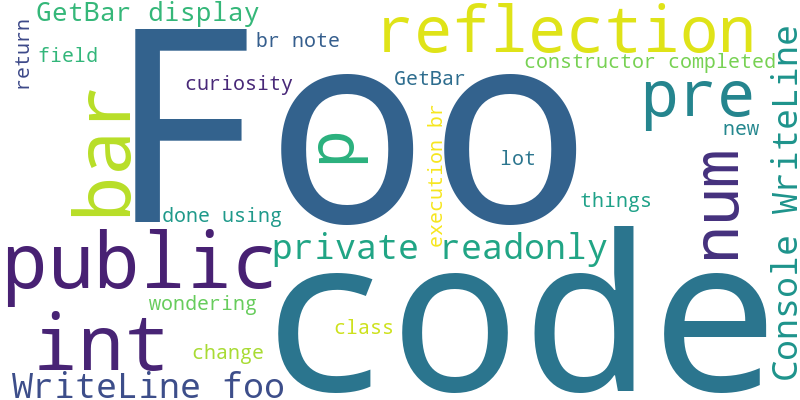 GetBar display
return
field
br note
curiosity
Foo
reflection
constructor completed
GetBar
pre
new
bar
p
execution br
lot
num
Console WriteLine
things
done using
public
private readonly
code
wondering
int
class
change
WriteLine foo